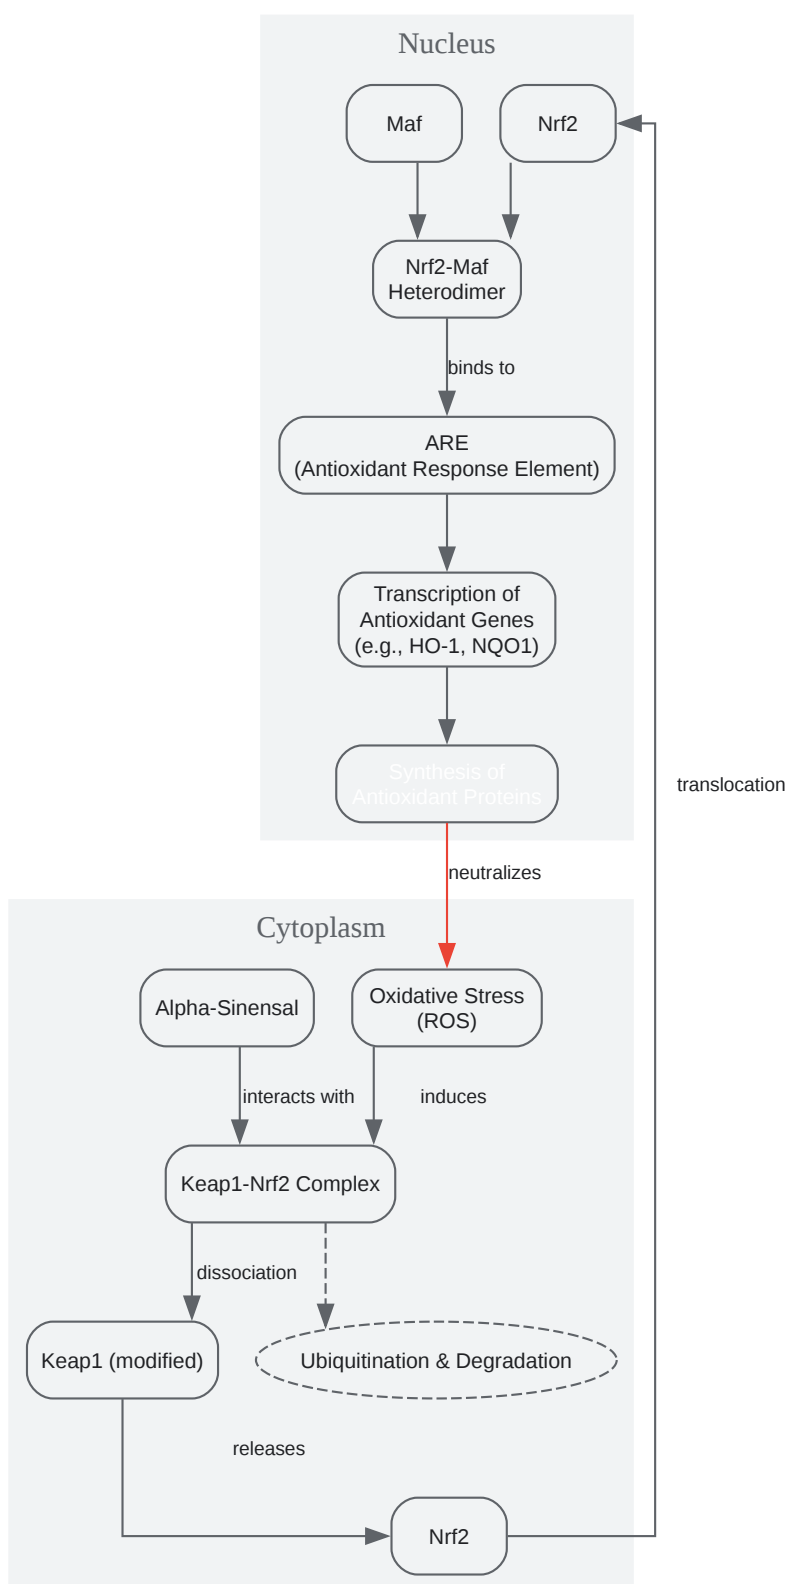 Nucleus
Maf
Nrf2
Nrf2-Maf
Heterodimer
binds to
ARE
(Antioxidant Response Element)
Transcription of
Antioxidant Genes
(e.g., HO-1, NQO1)
Synthesis of
Antioxidant Proteins
translocation
neutralizes
Cytoplasm
Alpha-Sinensal
Oxidative Stress
(ROS)
interacts with
induces
Keap1-Nrf2 Complex
dissociation
Keap1 (modified)
Ubiquitination & Degradation
releases
Nrf2